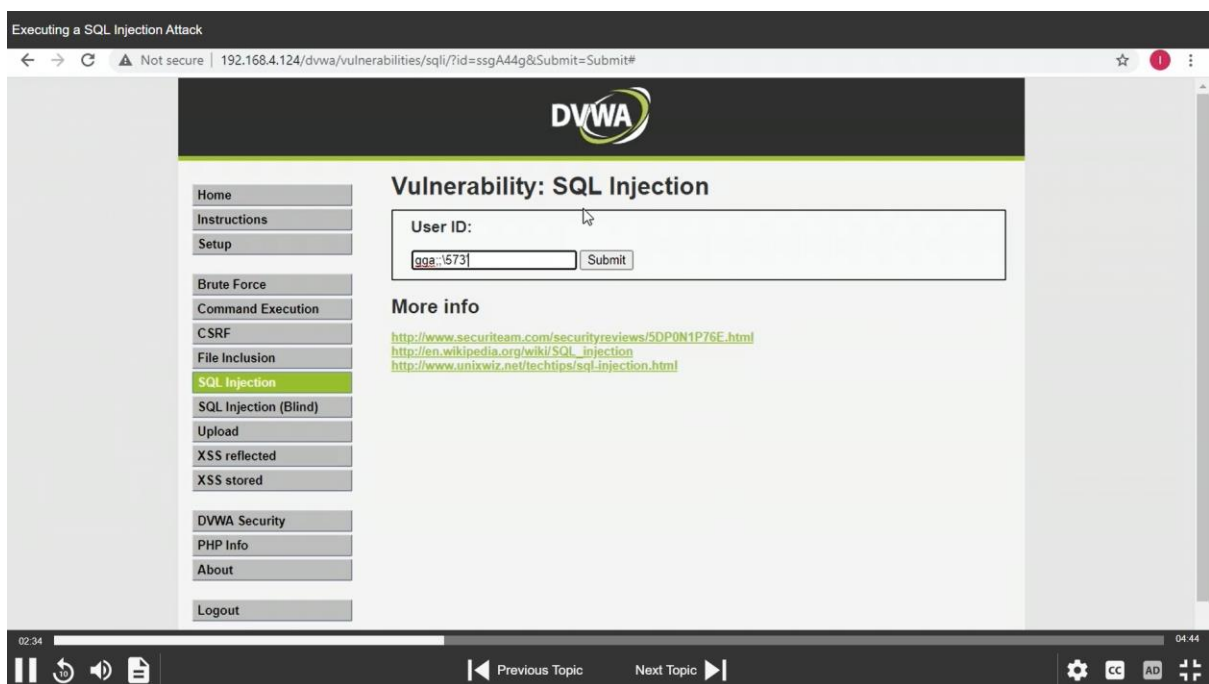 Executing a SQL Injection Attack
Not secure | 192.168.4.124/dvwa/vulnerabilities/sqli/?id=ssgA44g&Submit=Submit#
I
DVWA
Home
Instructions
Setup
Brute Force
Command Execution
CSRF
File Inclusion
SQL Injection
SQL Injection (Blind)
Upload
XSS reflected
XSS stored
DVWA Security
PHP Info
About
Logout
Vulnerability: SQL Injection
User ID:
gga;;\573' Submit
More info
http://www.securiteam.com/securityreviews/5DP0N1P76E.html
http://en.wikipedia.org/wiki/SQL_injection
http://www.unixwiz.net/techtips/sql-injection.html
02:34 04:44
10 Previous Topic Next Topic CC AD